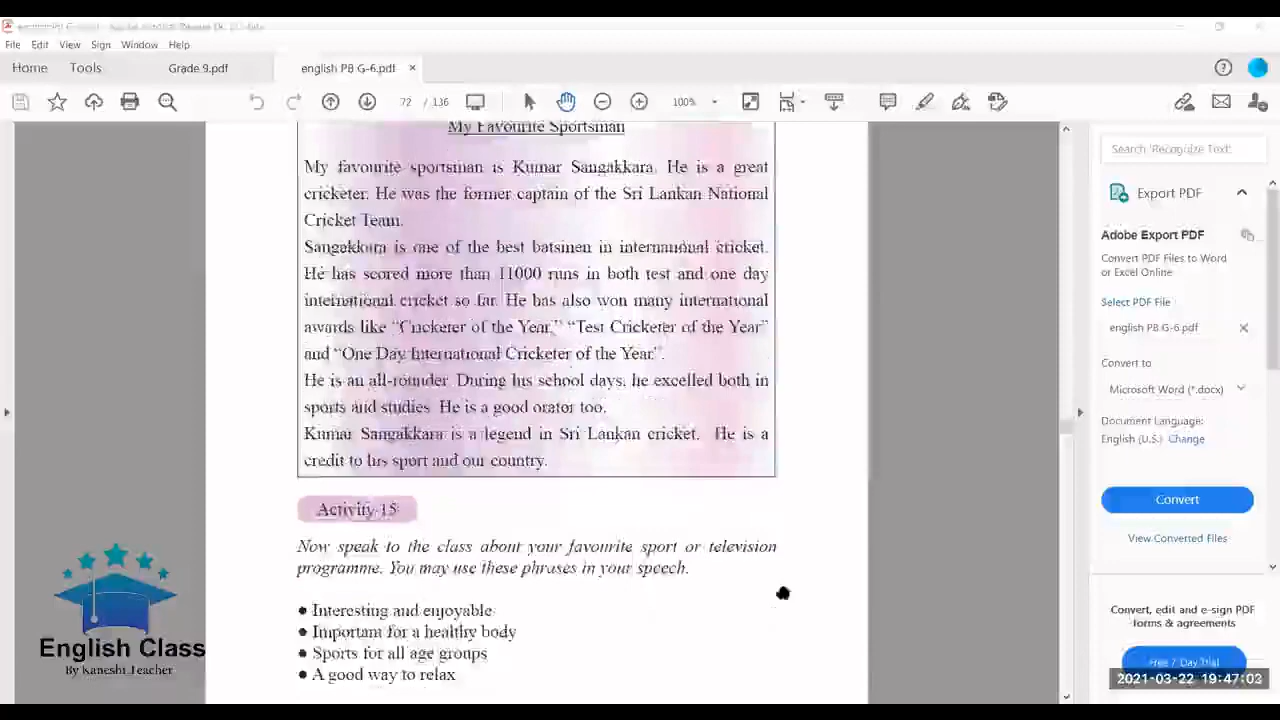 File Edit View Sign Window Help
Home Tools Grade 9.pdf english PB G-6.pdf ×
72 / 136 100%
My Favourite Sportsman
My favourite sportsman is Kumar Sangakkara. He is a great
cricketer. He was the former captain of the Sri Lankan National
Cricket Team.
Sangakkara is one of the best batsmen in international cricket.
He has scored more than 11000 runs in both test and one day
international cricket so far. He has also won many international
awards like “Cricketer of the Year,” “Test Cricketer of the Year”
and “One Day International Cricketer of the Year”.
He is an all-rounder. During his school days, he excelled both in
sports and studies. He is a good orator too.
Kumar Sangakkara is a legend in Sri Lankan cricket. He is a
credit to his sport and our country.
Activity-15
Now speak to the class about your favourite sport or television
programme. You may use these phrases in your speech.
● Interesting and enjoyable
● Important for a healthy body
● Sports for all age groups
● A good way to relax
English Class
By Kaneshi Teacher
Search 'Recognize Text'
Export PDF
Adobe Export PDF
Convert PDF Files to Word
or Excel Online
Select PDF File
english PB G-6.pdf
Convert to
Microsoft Word (*.docx)
Document Language:
English (U.S.) Change
Convert
View Converted Files
Convert, edit and e-sign PDF
forms & agreements
Free 7 Day Trial
2021-03-22 19:47:03